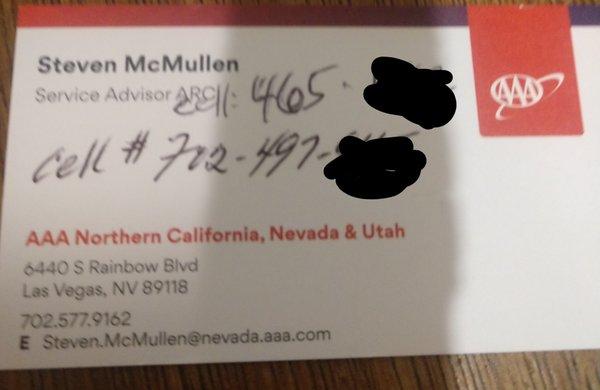 Steven McMullen
AAA
Service Advisor ARC
cell: 465-
cell # 702-497-
AAA Northern California, Nevada & Utah
6440 S Rainbow Blvd
Las Vegas, NV 89118
702.577.9162
E Steven.McMullen@nevada.aaa.com